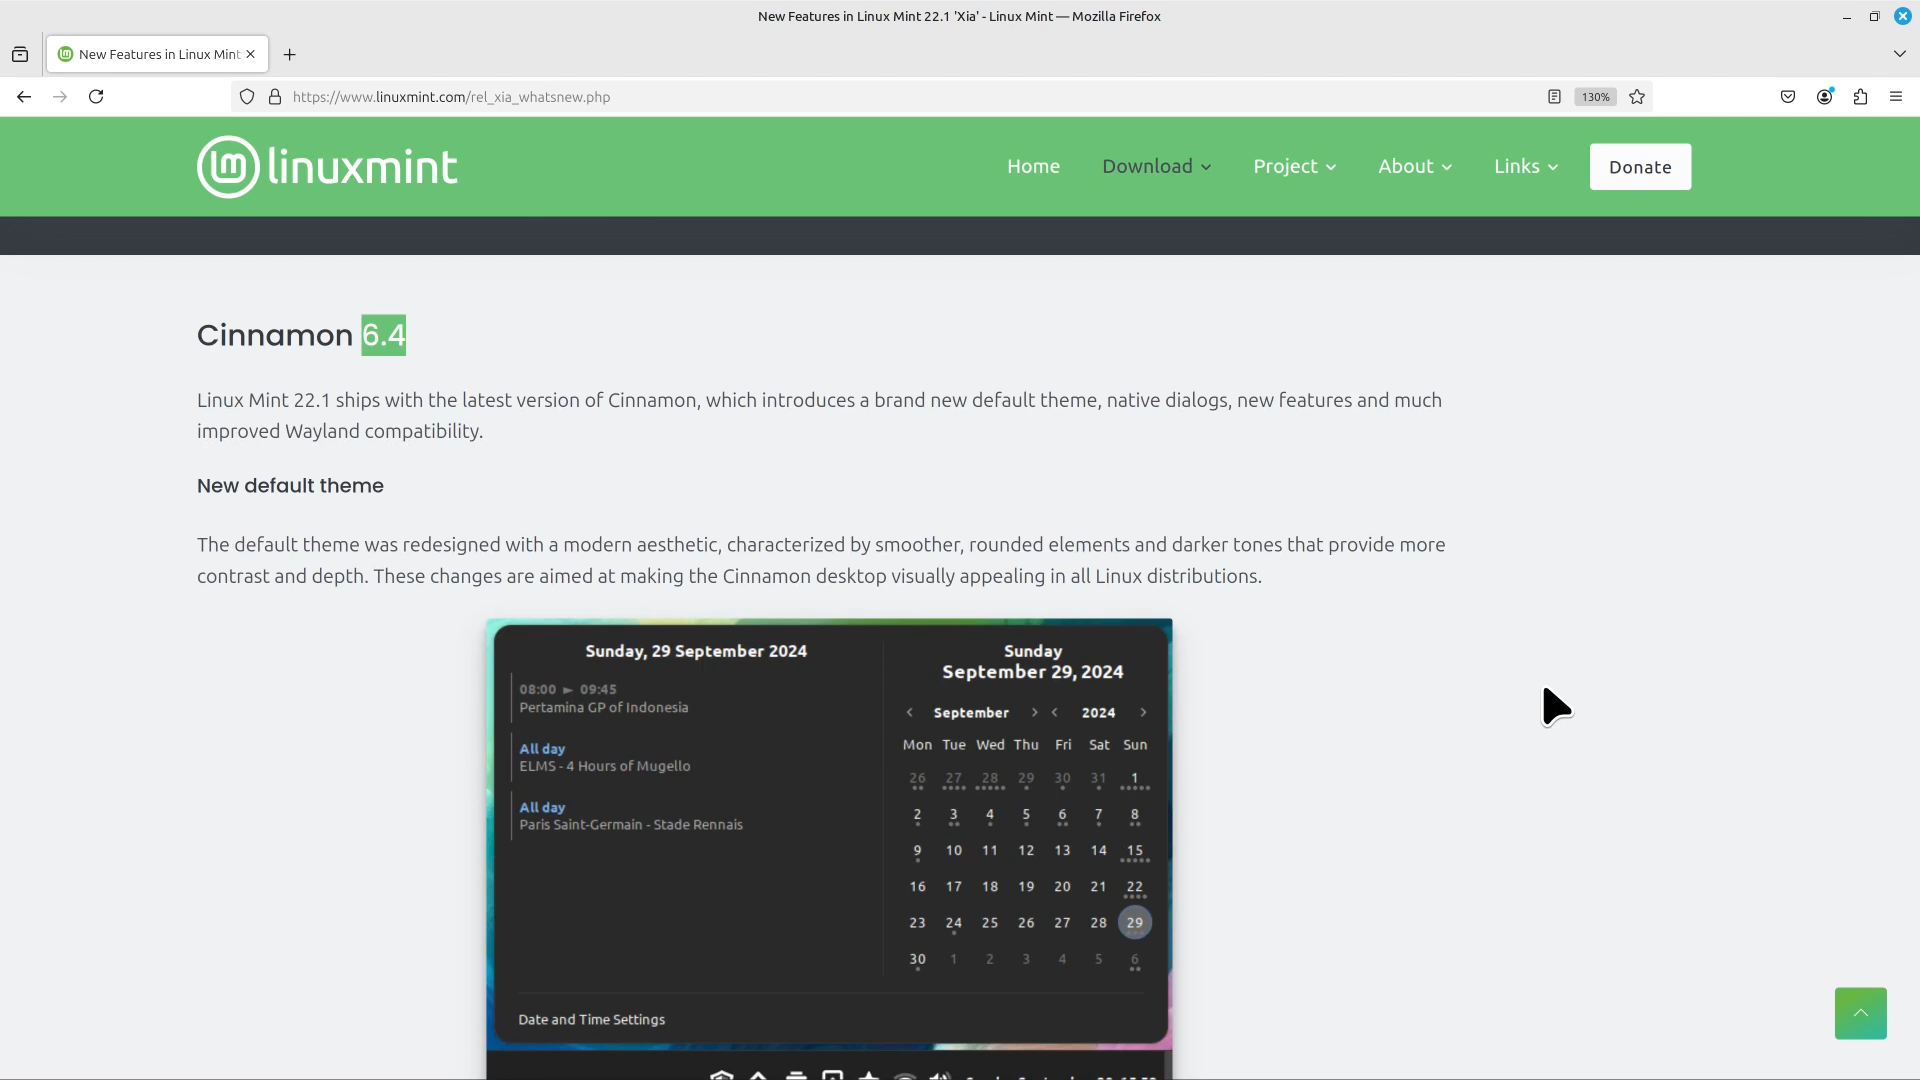 New Features in Linux Mint 22.1 'Xia' - Linux Mint — Mozilla Firefox
New Features in Linux Mint
https://www.linuxmint.com/rel_xia_whatsnew.php
130%
linuxmint
Home
Download
Project
About
Links
Donate
Cinnamon 6.4
Linux Mint 22.1 ships with the latest version of Cinnamon, which introduces a brand new default theme, native dialogs, new features and much
improved Wayland compatibility.
New default theme
The default theme was redesigned with a modern aesthetic, characterized by smoother, rounded elements and darker tones that provide more
contrast and depth. These changes are aimed at making the Cinnamon desktop visually appealing in all Linux distributions.
Sunday, 29 September 2024
08:00 ► 09:45
Pertamina GP of Indonesia
All day
ELMS - 4 Hours of Mugello
All day
Paris Saint-Germain - Stade Rennais
Date and Time Settings
Sunday
September 29, 2024
September 2024
Mon Tue Wed Thu Fri Sat Sun
26 27 28 29 30 31 1
2 3 4 5 6 7 8
9 10 11 12 13 14 15
16 17 18 19 20 21 22
23 24 25 26 27 28 29
30 1 2 3 4 5 6